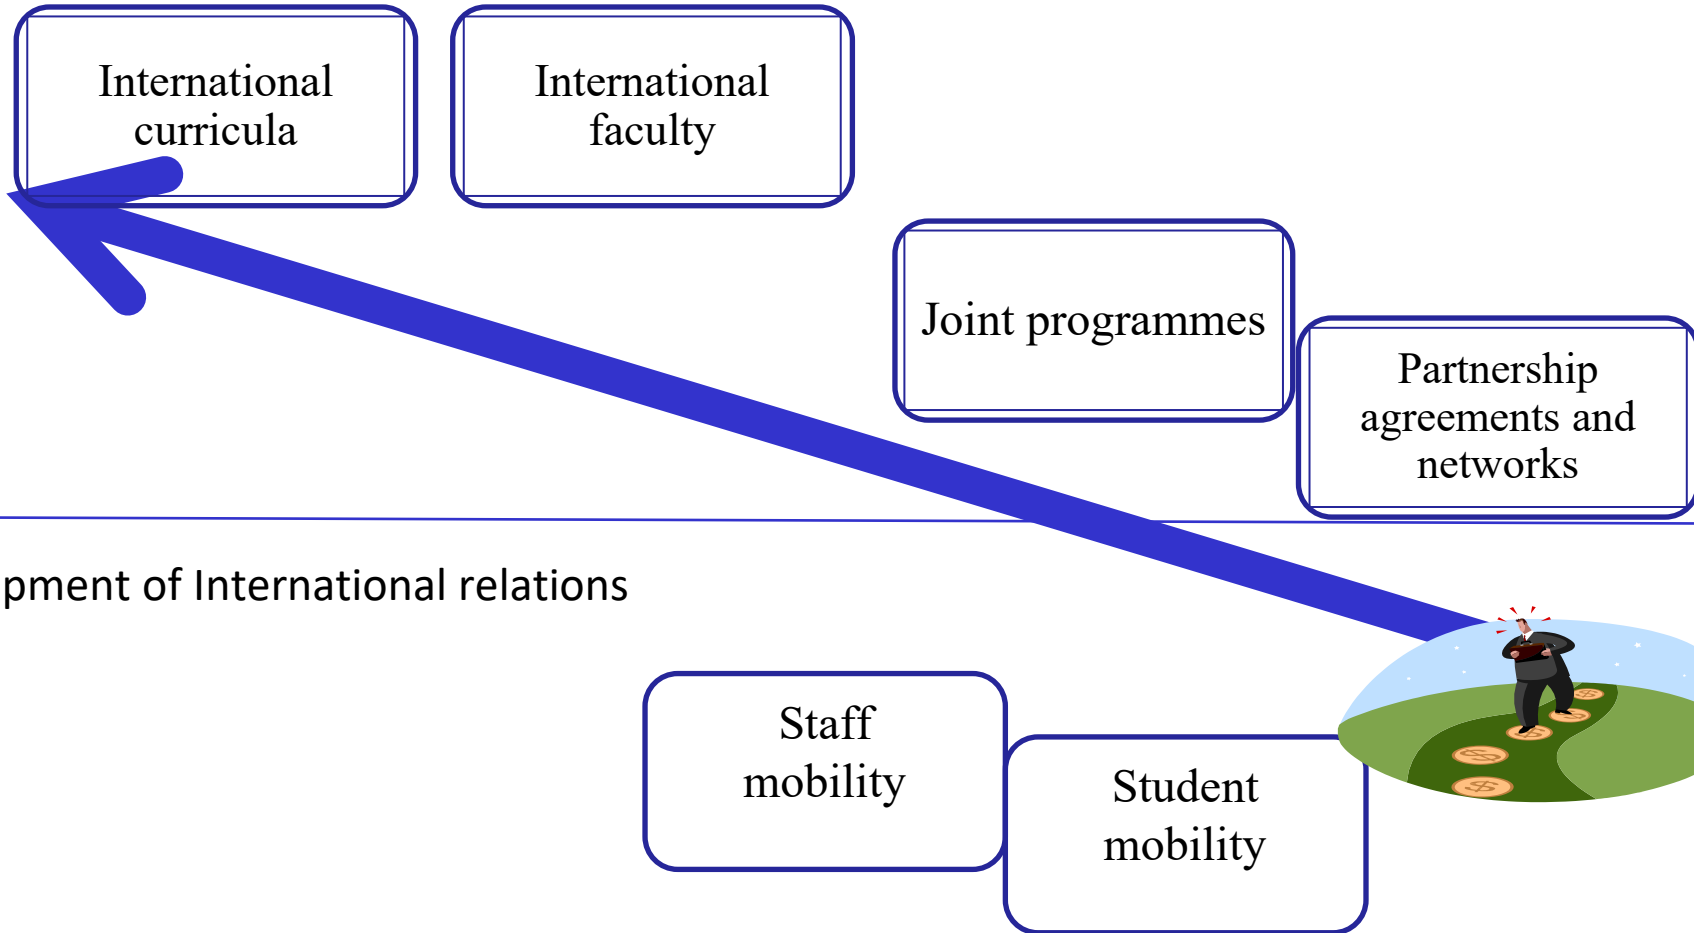 International
curricula
International
faculty
Joint programmes
Partnership
agreements and
networks
pment of International relations
Staff
mobility
Student
mobility
$
$
$
$
$